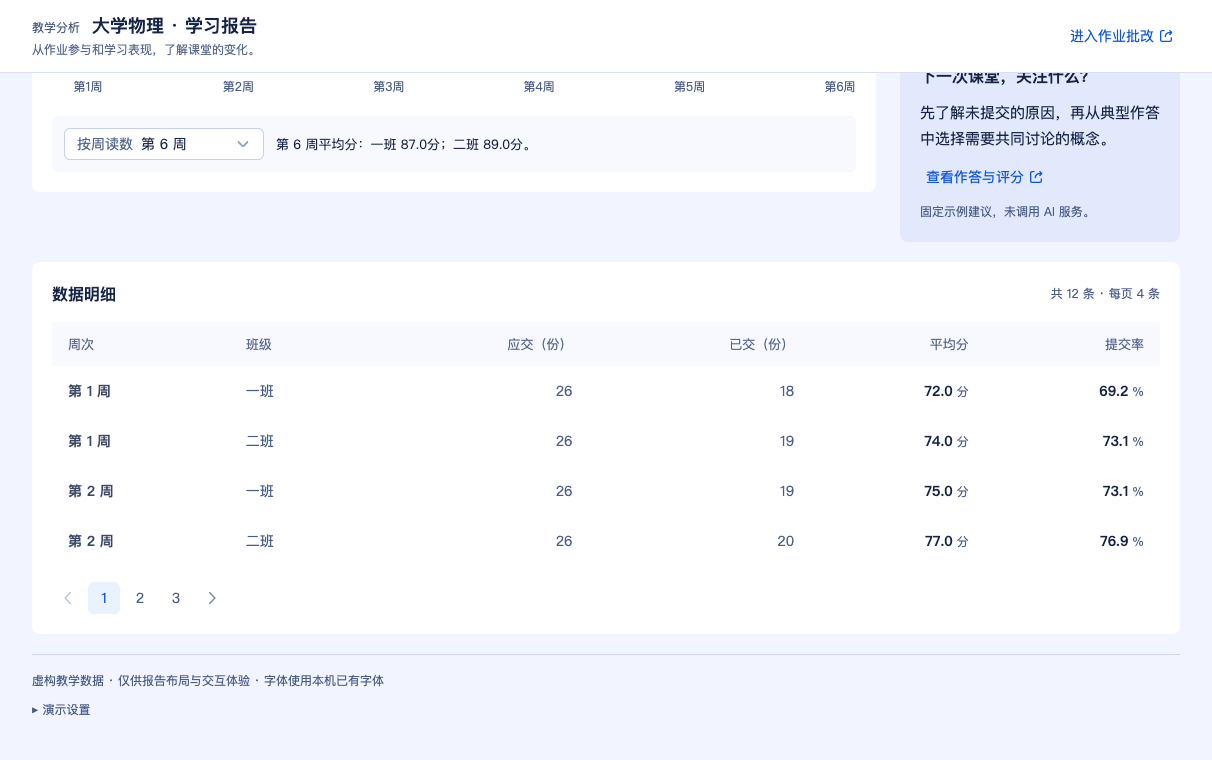 教学分析 大学物理 · 学习报告
从作业参与和学习表现，了解课堂的变化。
进入作业批改
第1周 第2周 第3周 第4周 第5周 第6周
按周读数 第 6 周
第 6 周平均分：一班 87.0分；二班 89.0分。
下一次课堂，关注什么？
先了解未提交的原因，再从典型作答
中选择需要共同讨论的概念。
查看作答与评分
固定示例建议，未调用 AI 服务。
数据明细
共 12 条 · 每页 4 条
周次 班级 应交（份） 已交（份） 平均分 提交率
第 1 周 一班 26 18 72.0 分 69.2 %
第 1 周 二班 26 19 74.0 分 73.1 %
第 2 周 一班 26 19 75.0 分 73.1 %
第 2 周 二班 26 20 77.0 分 76.9 %
1 2 3
虚构教学数据 · 仅供报告布局与交互体验 · 字体使用本机已有字体
演示设置